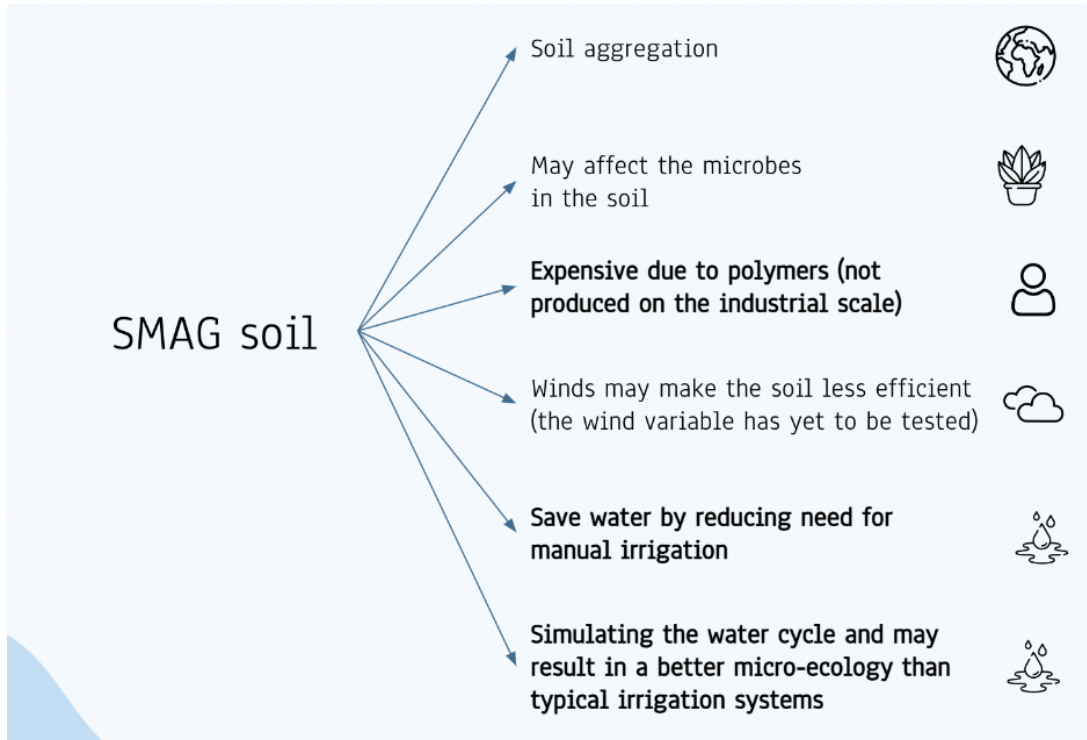 Soil aggregation
May affect the microbes
in the soil
Expensive due to polymers (not
produced on the industrial scale)
SMAG soil
Winds may make the soil less efficient
(the wind variable has yet to be tested)
Save water by reducing need for
manual irrigation
Simulating the water cycle and may
result in a better micro-ecology than
typical irrigation systems